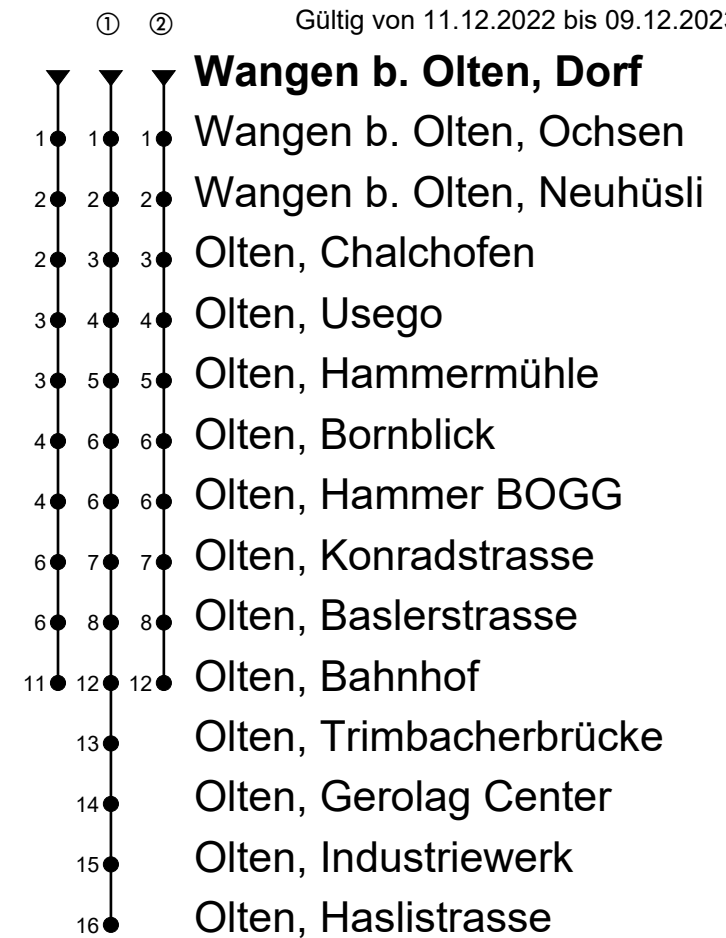 ① ② Gültig von 11.12.2022 bis 09.12.2023
Wangen b. Olten, Dorf
1 1 1 Wangen b. Olten, Ochsen
2 2 2 Wangen b. Olten, Neuhüsli
2 3 3 Olten, Chalchofen
3 4 4 Olten, Usego
3 5 5 Olten, Hammermühle
4 6 6 Olten, Bornblick
4 6 6 Olten, Hammer BOGG
6 7 7 Olten, Konradstrasse
6 8 8 Olten, Baslerstrasse
11 12 12 Olten, Bahnhof
13 Olten, Trimbacherbrücke
14 Olten, Gerolag Center
15 Olten, Industriewerk
16 Olten, Haslistrasse